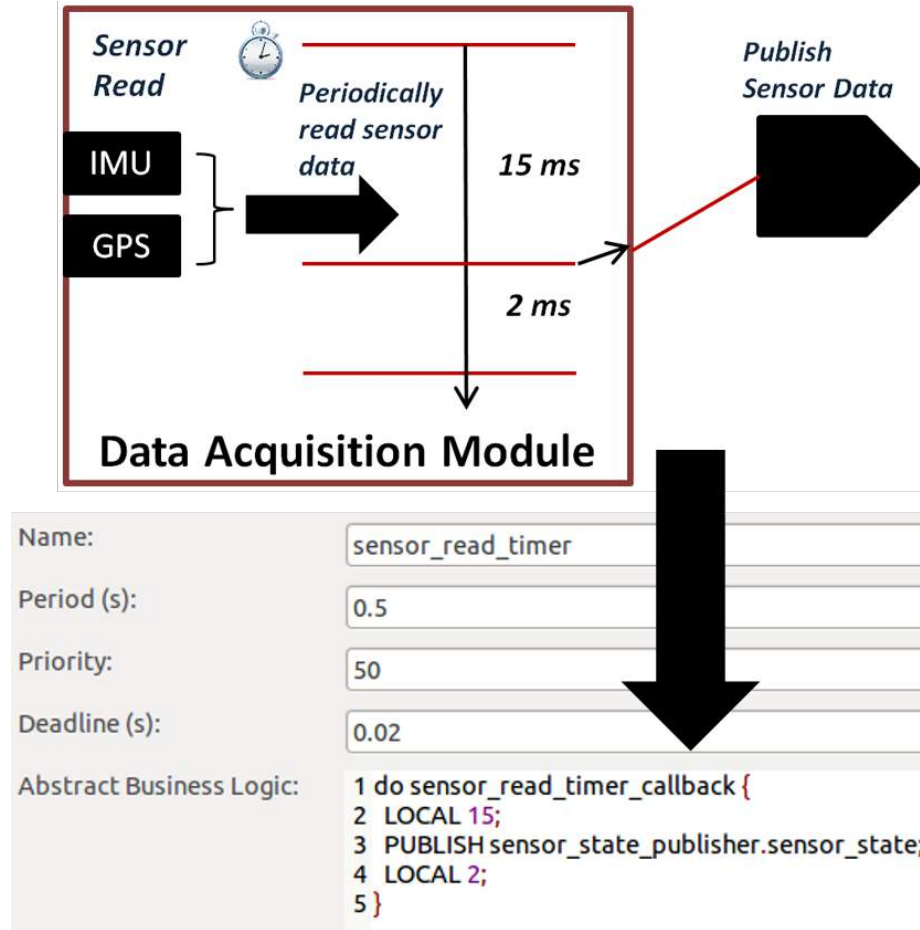 Sensor
Read
Periodically
read sensor
data
IMU
GPS
15 ms
2 ms
Publish
Sensor Data
Data Acquisition Module
Name:
sensor_read_timer
Period (s):
0.5
Priority:
50
Deadline (s):
0.02
Abstract Business Logic:
1 do sensor_read_timer_callback {
2 LOCAL 15;
3 PUBLISH sensor_state_publisher.sensor_state;
4 LOCAL 2;
5 }